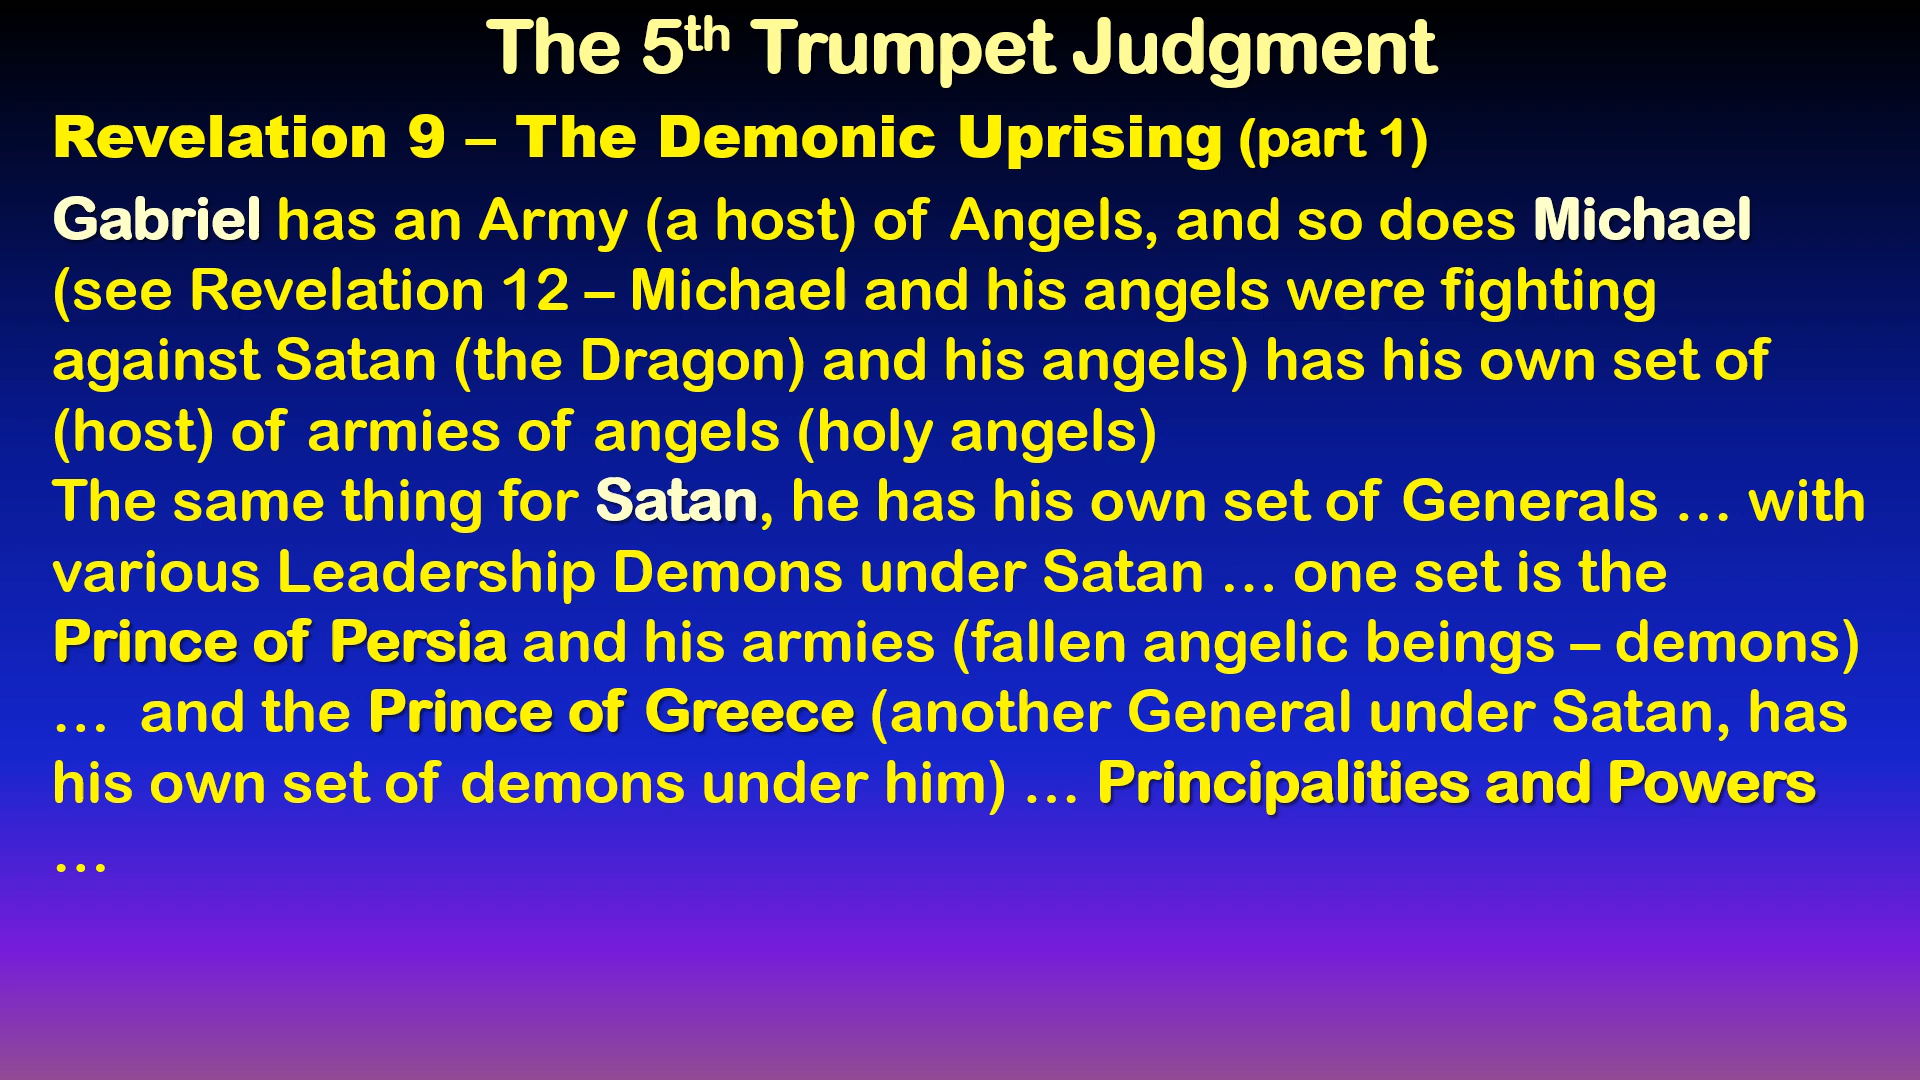 The 5th Trumpet Judgment
Revelation 9 – The Demonic Uprising (part 1)
Gabriel has an Army (a host) of Angels, and so does Michael
(see Revelation 12 – Michael and his angels were fighting
against Satan (the Dragon) and his angels) has his own set of
(host) of armies of angels (holy angels)
The same thing for Satan, he has his own set of Generals … with
various Leadership Demons under Satan … one set is the
Prince of Persia and his armies (fallen angelic beings – demons)
… and the Prince of Greece (another General under Satan, has
his own set of demons under him) … Principalities and Powers
…